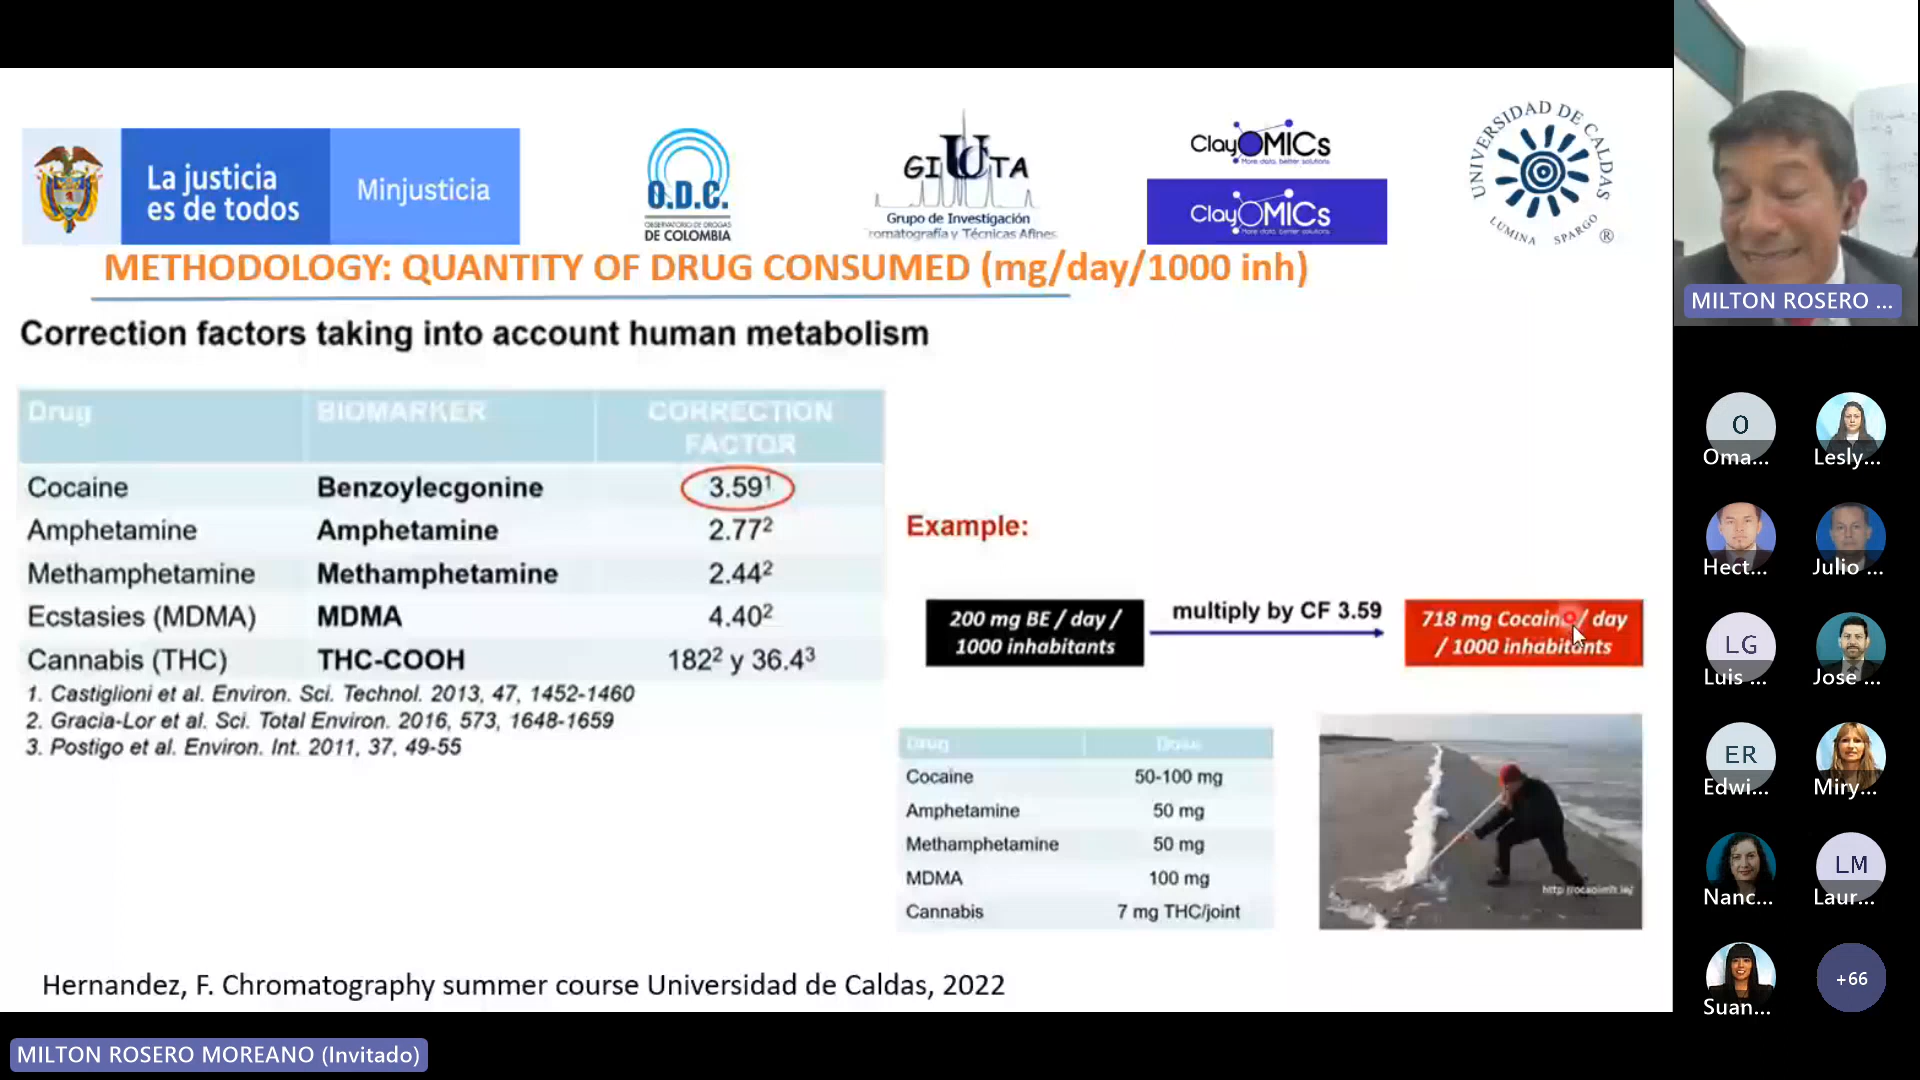 La justicia
es de todos
Minjusticia
O.D.C.
OBSERVATORIO DE DROGAS
DE COLOMBIA
GIUCTA
Grupo de Investigación
romatografía y Técnicas Afines
ClayOMICs
More data, better solutions
ClayOMICs
More data, better solutions
UNIVERSIDAD DE CALDAS
LUMINA SPARGO
®
METHODOLOGY: QUANTITY OF DRUG CONSUMED (mg/day/1000 inh)
Correction factors taking into account human metabolism
Drug BIOMARKER CORRECTION
FACTOR
Cocaine Benzoylecgonine 3.59¹
Amphetamine Amphetamine 2.77²
Methamphetamine Methamphetamine 2.44²
Ecstasies (MDMA) MDMA 4.40²
Cannabis (THC) THC-COOH 182² y 36.4³
1. Castiglioni et al. Environ. Sci. Technol. 2013, 47, 1452-1460
2. Gracia-Lor et al. Sci. Total Environ. 2016, 573, 1648-1659
3. Postigo et al. Environ. Int. 2011, 37, 49-55
Example:
200 mg BE / day /
1000 inhabitants
multiply by CF 3.59
718 mg Cocaine / day
/ 1000 inhabitants
Drug Dose
Cocaine 50-100 mg
Amphetamine 50 mg
Methamphetamine 50 mg
MDMA 100 mg
Cannabis 7 mg THC/joint
Hernandez, F. Chromatography summer course Universidad de Caldas, 2022
MILTON ROSERO MOREANO (Invitado)
MILTON ROSERO ...
O
Oma...
Lesly...
Hect...
Julio ...
LG
Luis ...
Jose ...
ER
Edwi...
Miry...
Nanc...
LM
Laur...
Suan...
+66